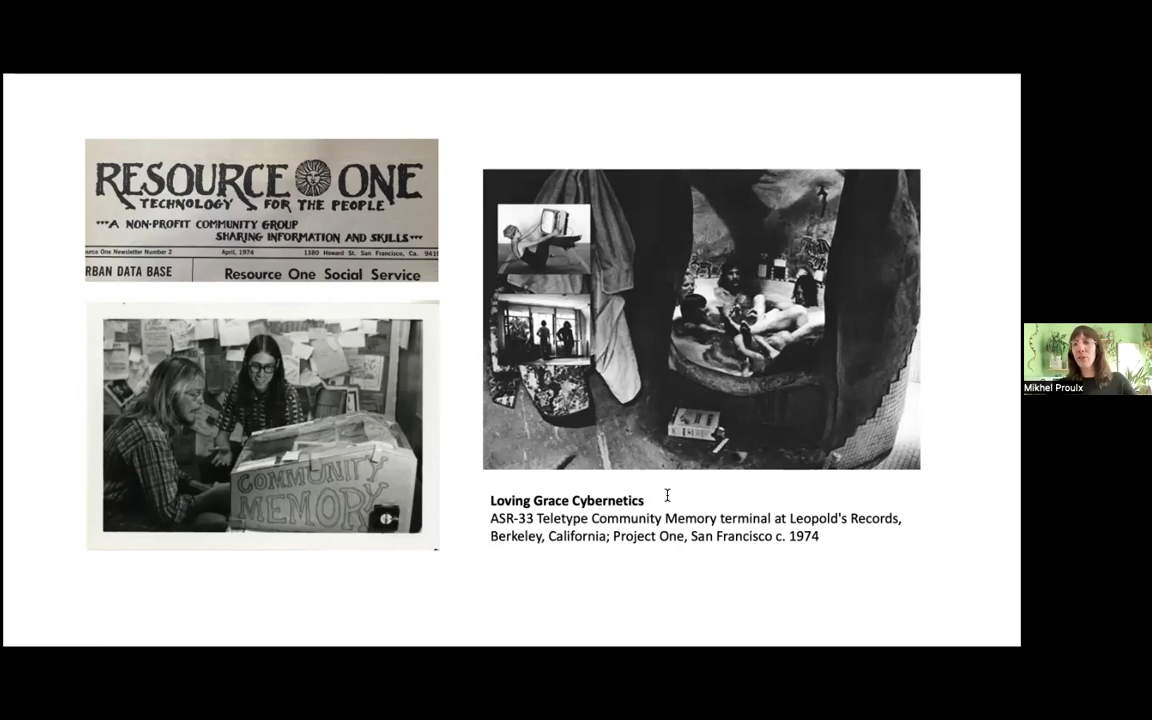 RESOURCE ONE
TECHNOLOGY FOR THE PEOPLE
***A NON-PROFIT COMMUNITY GROUP
SHARING INFORMATION AND SKILLS***
urce One Newsletter Number 2 April, 1974 1380 Howard St. San Francisco, Ca. 941
RBAN DATA BASE
Resource One Social Service
COMMUNITY
MEMORY
Loving Grace Cybernetics
ASR-33 Teletype Community Memory terminal at Leopold's Records,
Berkeley, California; Project One, San Francisco c. 1974
Mikhel Proulx